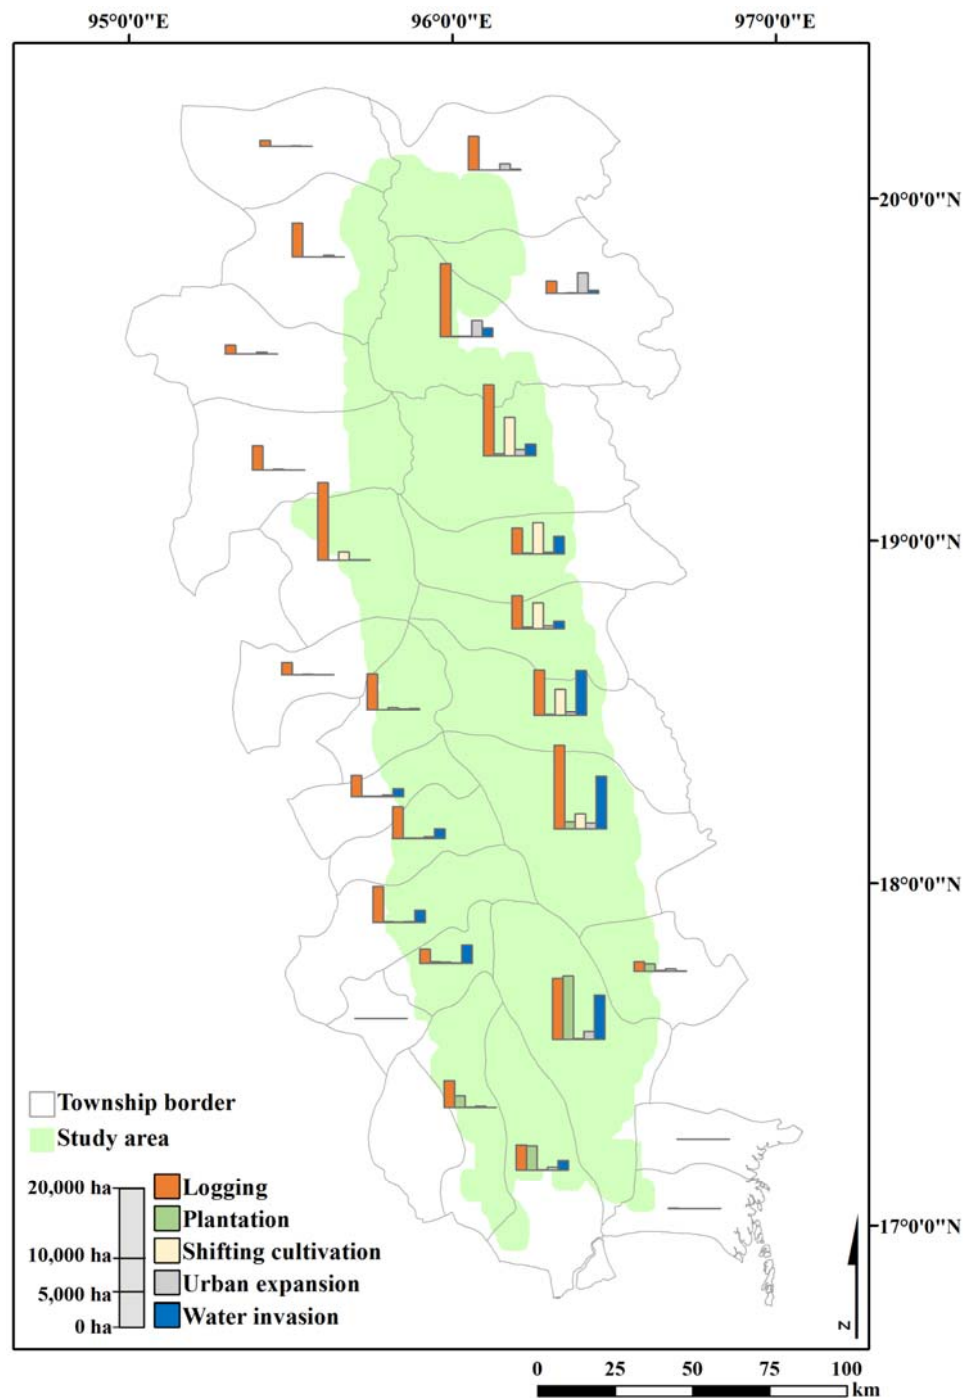 95°0'0"E 96°0'0"E 97°0'0"E
20°0'0"N
19°0'0"N
18°0'0"N
17°0'0"N
Township border
Study area
20,000 ha
10,000 ha
5,000 ha
0 ha
Logging
Plantation
Shifting cultivation
Urban expansion
Water invasion
N
0 25 50 75 100
km